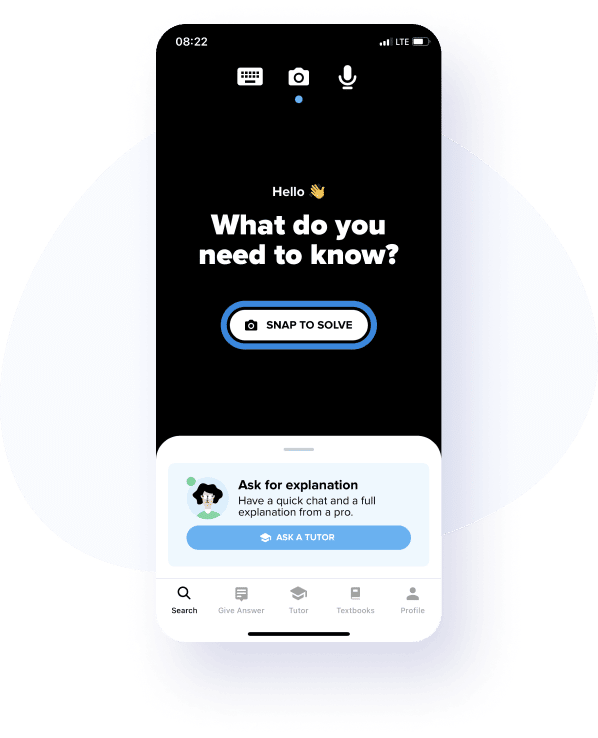 08:22 LTE
Hello 👋
What do you
need to know?
SNAP TO SOLVE
Ask for explanation
Have a quick chat and a full
explanation from a pro.
ASK A TUTOR
Search Give Answer Tutor Textbooks Profile